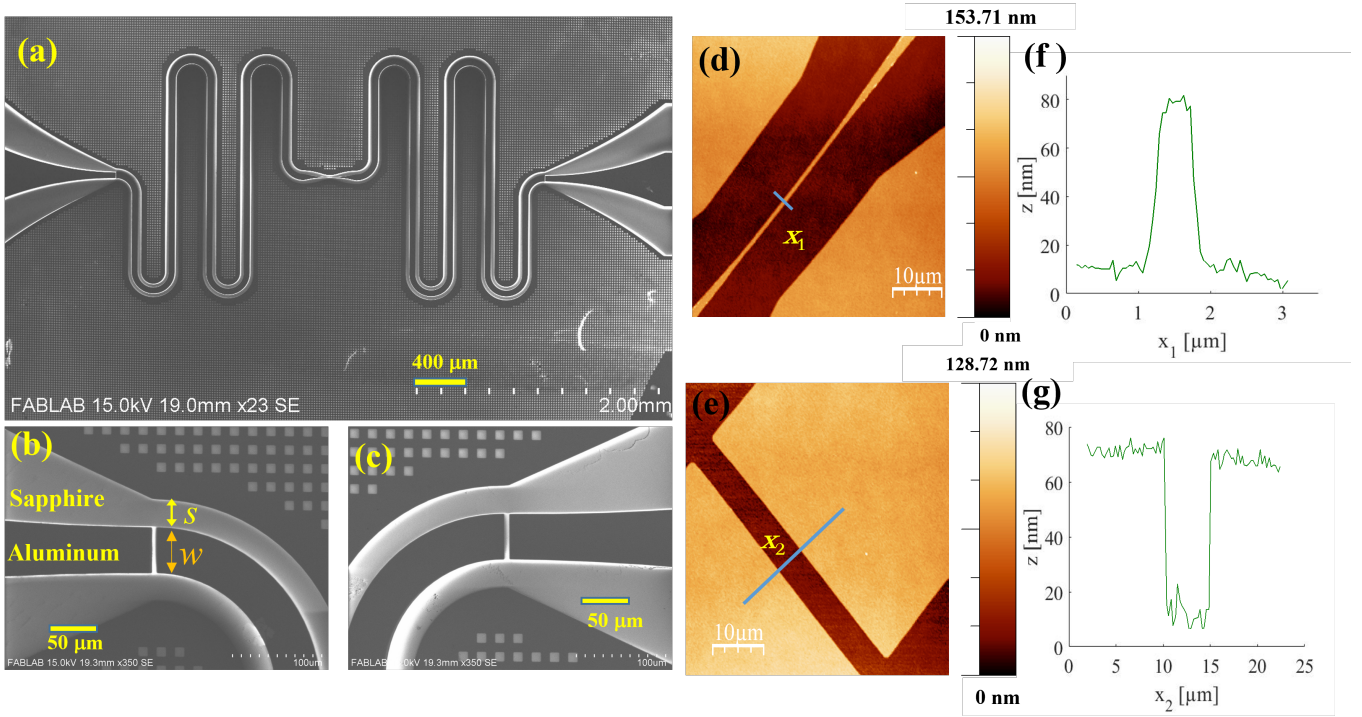 (a)
400 μm
FABLAB 15.0kV 19.0mm x23 SE
2.00mm
(b)
Sapphire
S
Aluminum
w
50 μm
FABLAB 15.0kV 19.3mm x350 SE
100um
(c)
50 μm
FABLAB .0kV 19.3mm x350 SE
100um
153.71 nm
(d)
x1
10μm
0 nm
(f)
80
60
40
20
0
z [nm]
0 1 2 3
x1 [μm]
128.72 nm
(e)
x2
10μm
0 nm
(g)
80
60
40
20
0
z [nm]
0 5 10 15 20 25
x2 [μm]